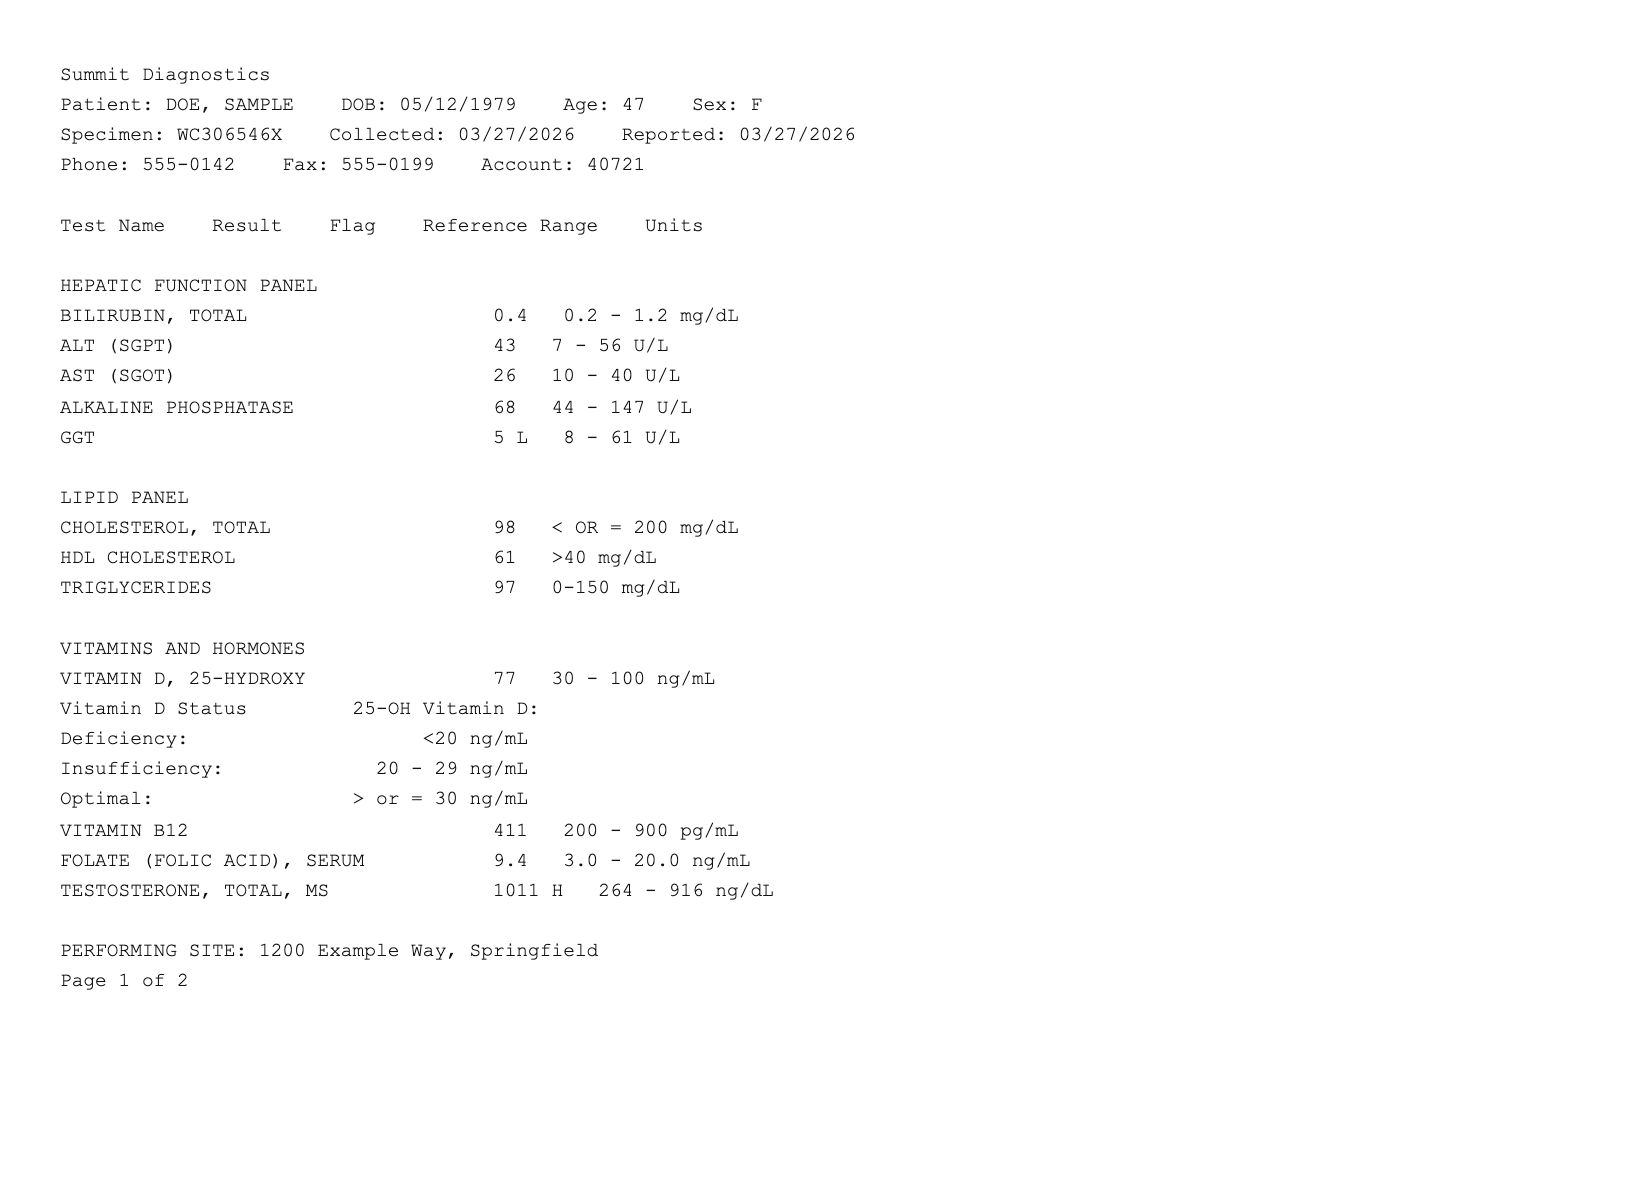 Summit Diagnostics
Patient: DOE, SAMPLE    DOB: 05/12/1979    Age: 47    Sex: F
Specimen: WC306546X    Collected: 03/27/2026    Reported: 03/27/2026
Phone: 555-0142    Fax: 555-0199    Account: 40721
Test Name    Result    Flag    Reference Range    Units
HEPATIC FUNCTION PANEL
BILIRUBIN, TOTAL                     0.4   0.2 - 1.2 mg/dL
ALT (SGPT)                           43   7 - 56 U/L
AST (SGOT)                           26   10 - 40 U/L
ALKALINE PHOSPHATASE                 68   44 - 147 U/L
GGT                                  5 L   8 - 61 U/L
LIPID PANEL
CHOLESTEROL, TOTAL                   98   < OR = 200 mg/dL
HDL CHOLESTEROL                      61   >40 mg/dL
TRIGLYCERIDES                        97   0-150 mg/dL
VITAMINS AND HORMONES
VITAMIN D, 25-HYDROXY                77   30 - 100 ng/mL
Vitamin D Status         25-OH Vitamin D:
Deficiency:                    <20 ng/mL
Insufficiency:             20 - 29 ng/mL
Optimal:                 > or = 30 ng/mL
VITAMIN B12                          411   200 - 900 pg/mL
FOLATE (FOLIC ACID), SERUM           9.4   3.0 - 20.0 ng/mL
TESTOSTERONE, TOTAL, MS              1011 H   264 - 916 ng/dL
PERFORMING SITE: 1200 Example Way, Springfield
Page 1 of 2